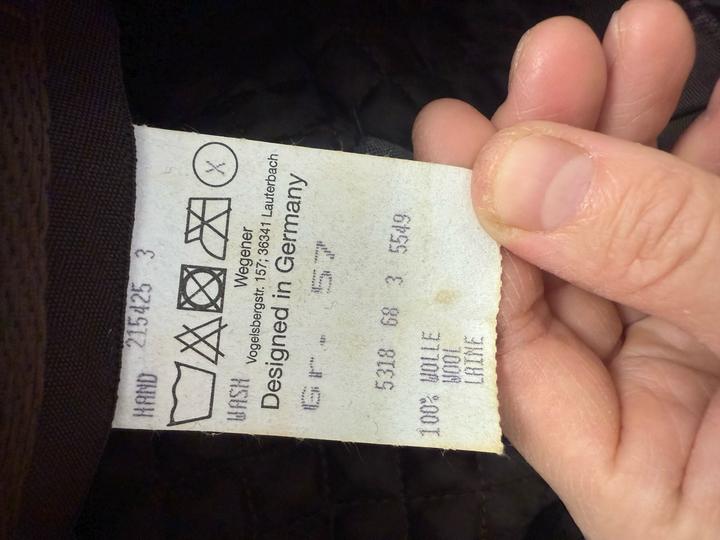 HAND 215425 3
X
WASH
Wegener
Vogelsbergstr. 157; 36341 Lauterbach
Designed in Germany
Gr. 57
5318 68 3 5549
100% WOLLE
WOOL
LAINE